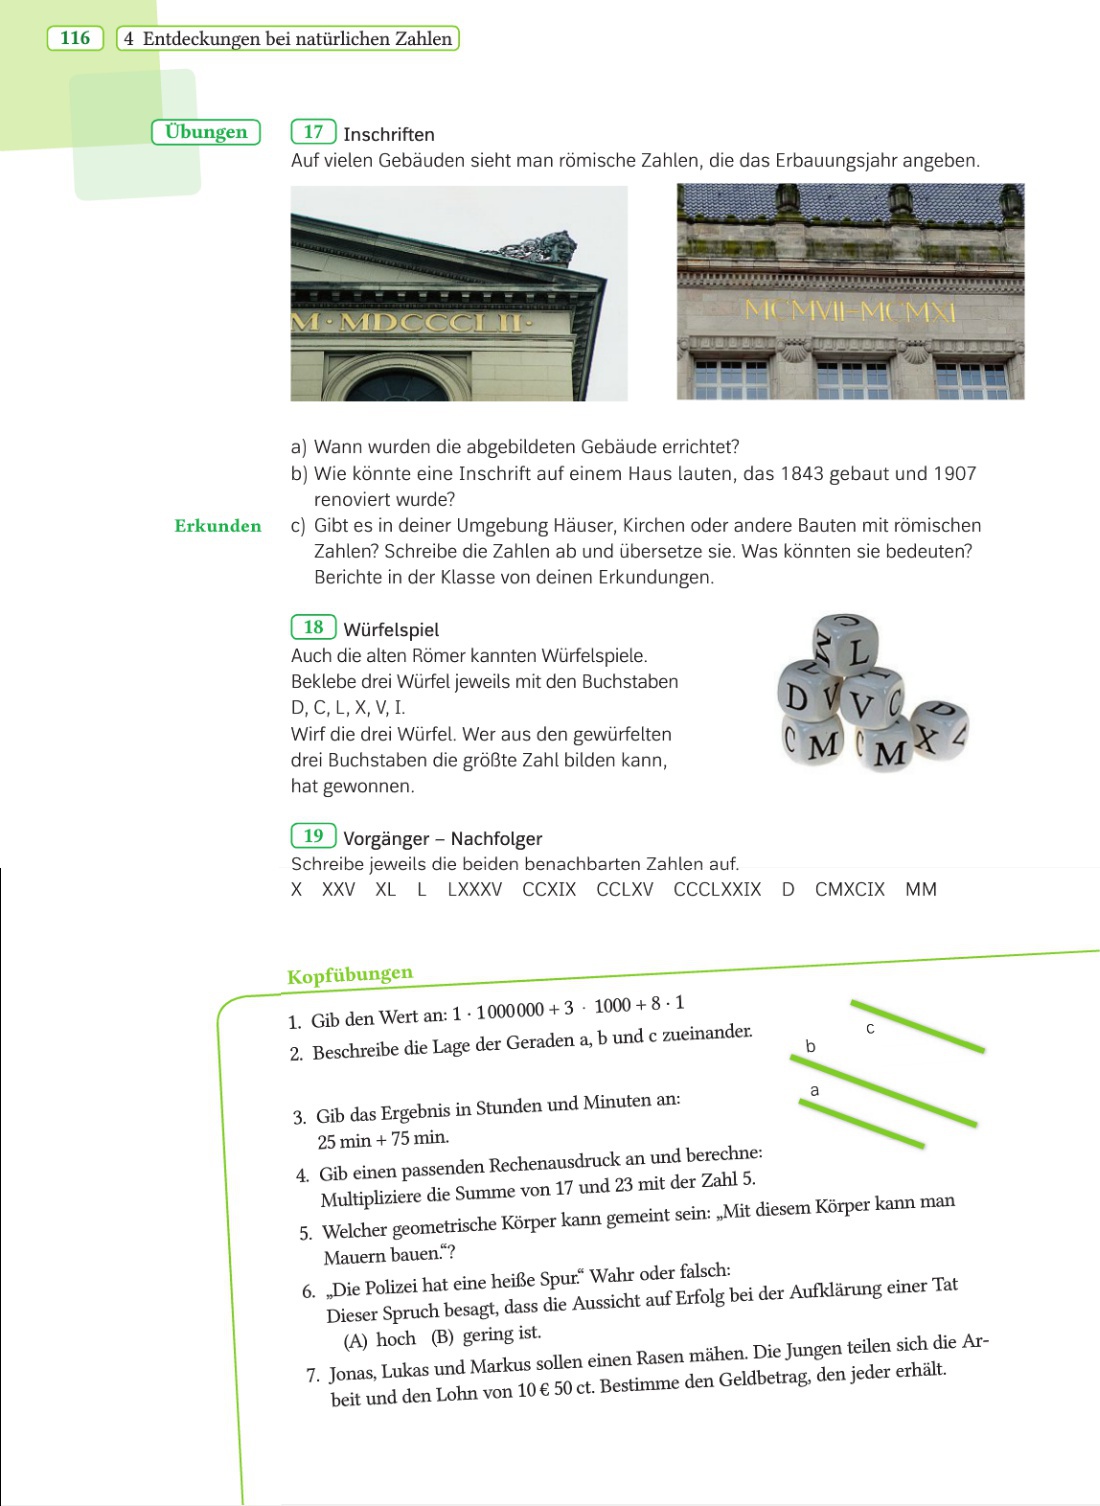 116
4 Entdeckungen bei natürlichen Zahlen
Übungen
17 Inschriften
Auf vielen Gebäuden sieht man römische Zahlen, die das Erbauungsjahr angeben.
M·MDCCCLII·
MCMVII–MCMXI
a) Wann wurden die abgebildeten Gebäude errichtet?
b) Wie könnte eine Inschrift auf einem Haus lauten, das 1843 gebaut und 1907
renoviert wurde?
Erkunden
c) Gibt es in deiner Umgebung Häuser, Kirchen oder andere Bauten mit römischen
Zahlen? Schreibe die Zahlen ab und übersetze sie. Was könnten sie bedeuten?
Berichte in der Klasse von deinen Erkundungen.
18 Würfelspiel
Auch die alten Römer kannten Würfelspiele.
Beklebe drei Würfel jeweils mit den Buchstaben
D, C, L, X, V, I.
Wirf die drei Würfel. Wer aus den gewürfelten
drei Buchstaben die größte Zahl bilden kann,
hat gewonnen.
M L
D V V C
C M M X D
19 Vorgänger – Nachfolger
Schreibe jeweils die beiden benachbarten Zahlen auf.
X XXV XL L LXXXV CCXIX CCLXV CCCLXXIX D CMXCIX MM
Kopfübungen
1. Gib den Wert an: 1 · 1 000 000 + 3 · 1000 + 8 · 1
2. Beschreibe die Lage der Geraden a, b und c zueinander.
c
b
a
3. Gib das Ergebnis in Stunden und Minuten an:
25 min + 75 min.
4. Gib einen passenden Rechenausdruck an und berechne:
Multipliziere die Summe von 17 und 23 mit der Zahl 5.
5. Welcher geometrische Körper kann gemeint sein: „Mit diesem Körper kann man
Mauern bauen.“?
6. „Die Polizei hat eine heiße Spur.“ Wahr oder falsch:
Dieser Spruch besagt, dass die Aussicht auf Erfolg bei der Aufklärung einer Tat
(A) hoch (B) gering ist.
7. Jonas, Lukas und Markus sollen einen Rasen mähen. Die Jungen teilen sich die Ar-
beit und den Lohn von 10 € 50 ct. Bestimme den Geldbetrag, den jeder erhält.